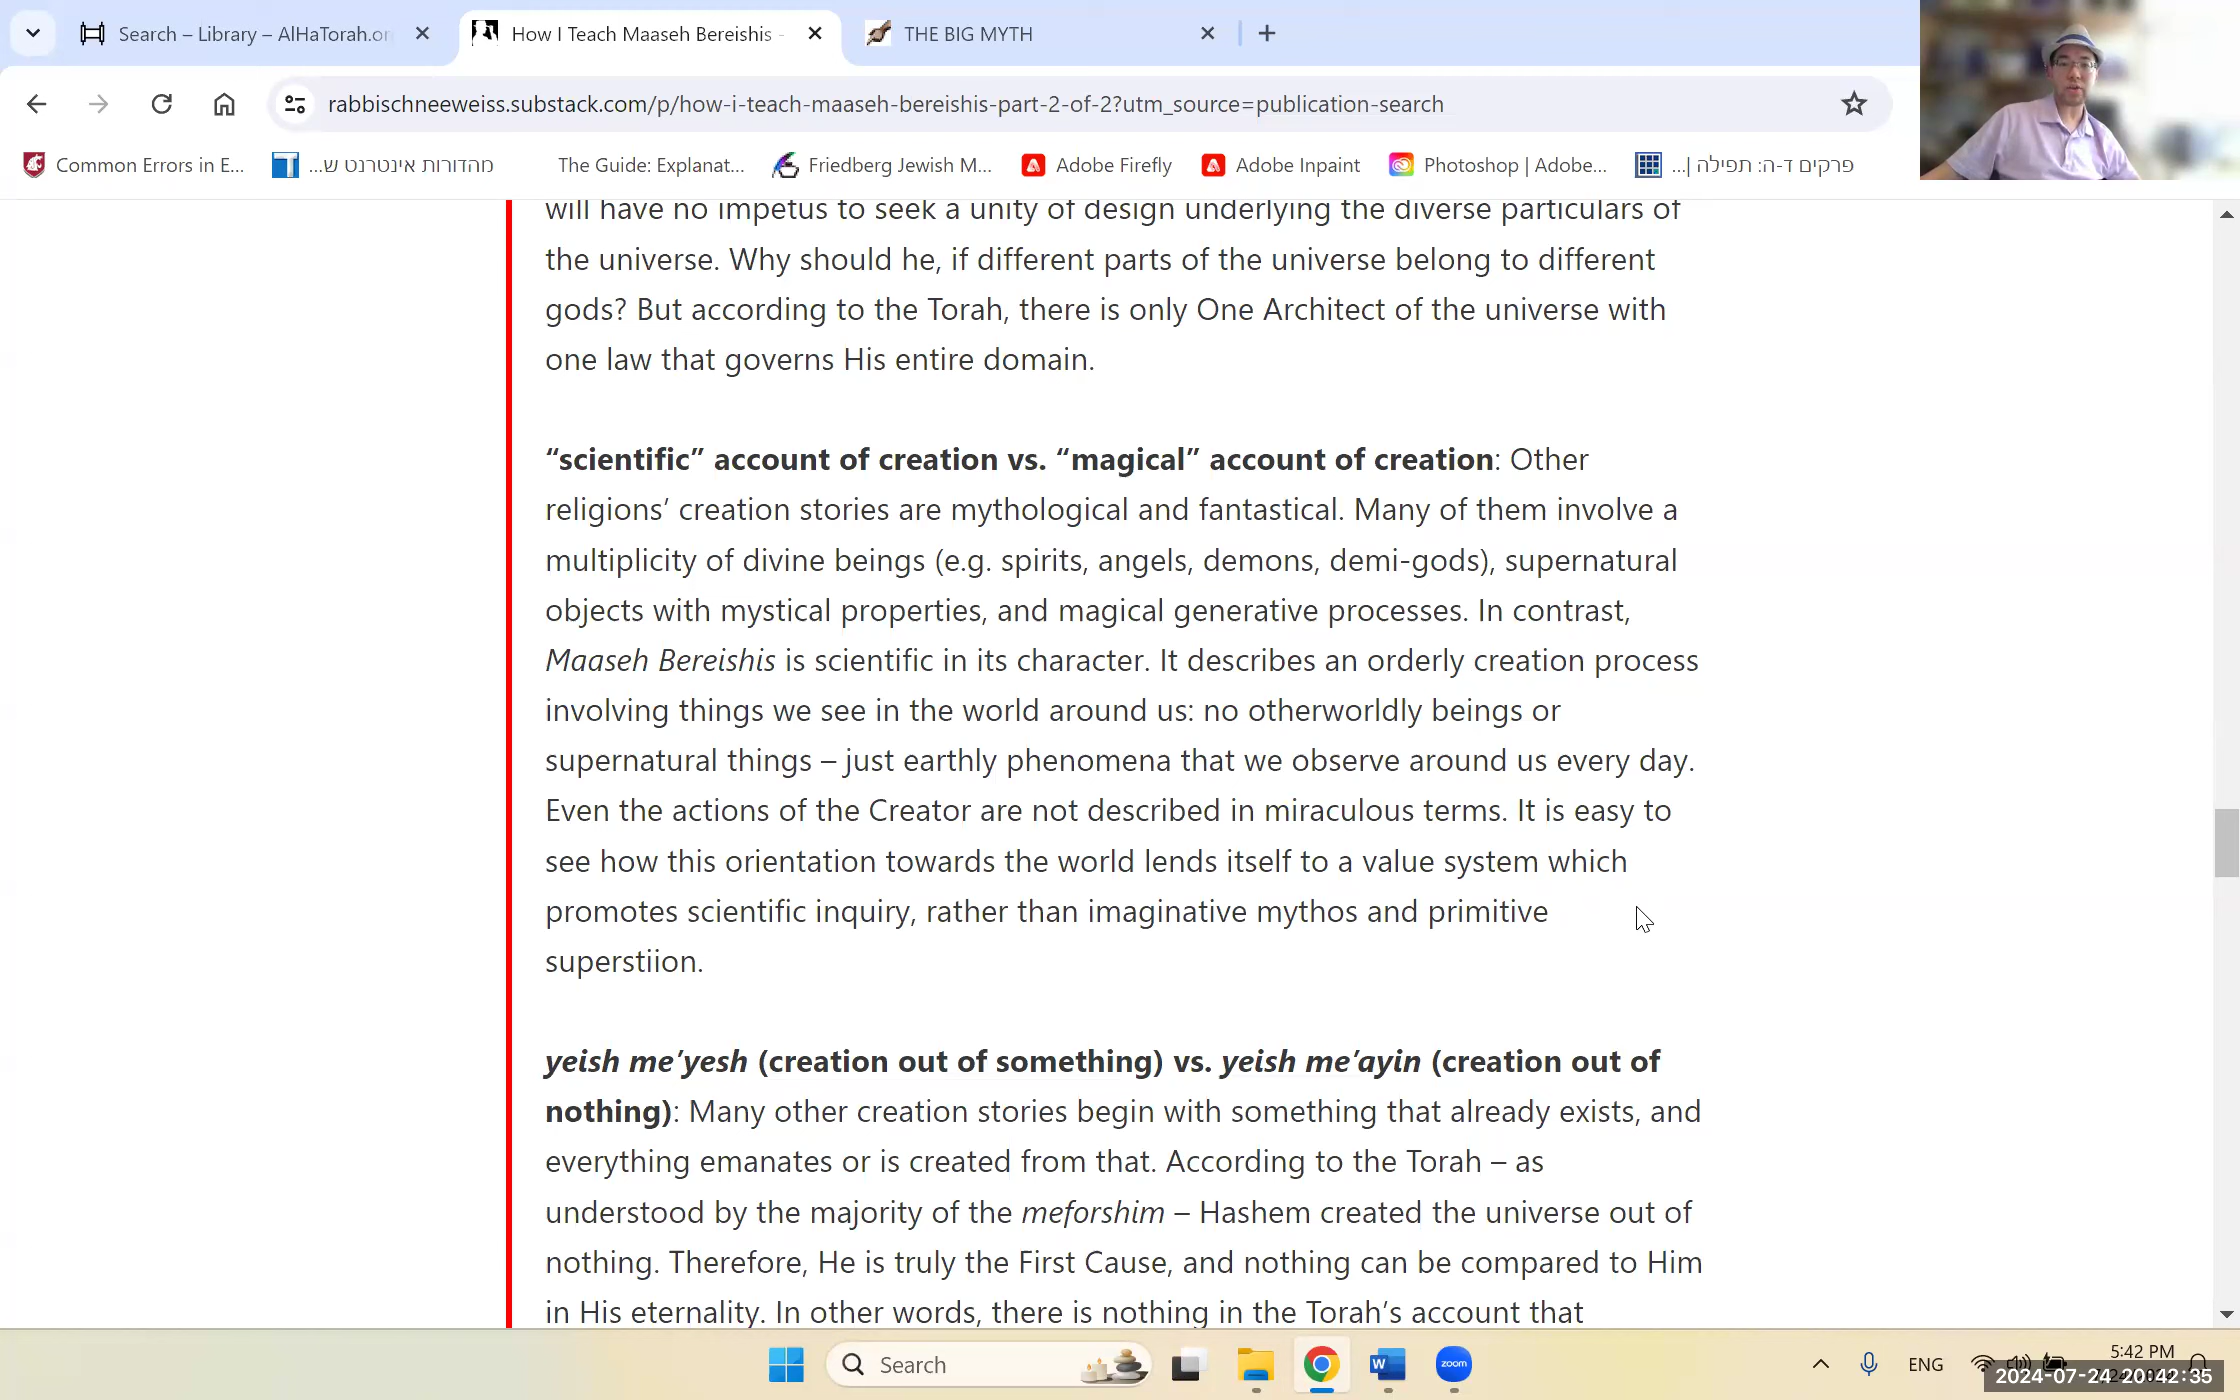 Search – Library – AlHaTorah.or
How I Teach Maaseh Bereishis -
THE BIG MYTH
rabbischneeweiss.substack.com/p/how-i-teach-maaseh-bereishis-part-2-of-2?utm_source=publication-search
Common Errors in E...
מהדורות אינטרנט ש...
The Guide: Explanat...
Friedberg Jewish M...
Adobe Firefly
Adobe Inpaint
Photoshop | Adobe...
פרקים ד-ה: תפילה |...
will have no impetus to seek a unity of design underlying the diverse particulars of
the universe. Why should he, if different parts of the universe belong to different
gods? But according to the Torah, there is only One Architect of the universe with
one law that governs His entire domain.
“scientific” account of creation vs. “magical” account of creation: Other
religions’ creation stories are mythological and fantastical. Many of them involve a
multiplicity of divine beings (e.g. spirits, angels, demons, demi-gods), supernatural
objects with mystical properties, and magical generative processes. In contrast,
Maaseh Bereishis is scientific in its character. It describes an orderly creation process
involving things we see in the world around us: no otherworldly beings or
supernatural things – just earthly phenomena that we observe around us every day.
Even the actions of the Creator are not described in miraculous terms. It is easy to
see how this orientation towards the world lends itself to a value system which
promotes scientific inquiry, rather than imaginative mythos and primitive
superstiion.
yeish me’yesh (creation out of something) vs. yeish me’ayin (creation out of
nothing): Many other creation stories begin with something that already exists, and
everything emanates or is created from that. According to the Torah – as
understood by the majority of the meforshim – Hashem created the universe out of
nothing. Therefore, He is truly the First Cause, and nothing can be compared to Him
in His eternality. In other words, there is nothing in the Torah’s account that
Search
W
zoom
ENG
5:42 PM
2024-07-24 20:42:35